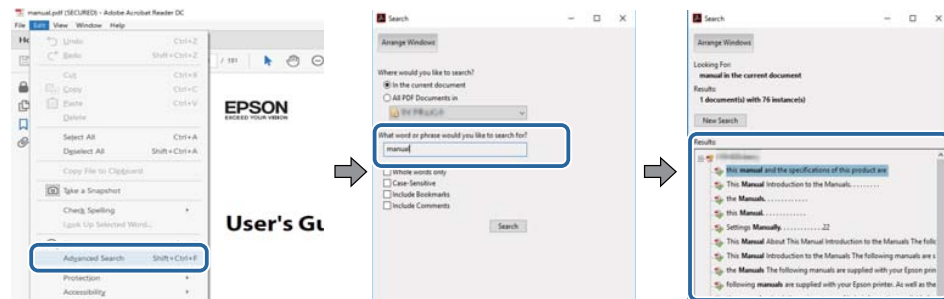 manual.pdf (SECURED) - Adobe Acrobat Reader DC
File Edit View Window Help
Undo Ctrl+Z
Redo Shift+Ctrl+Z
Cut Ctrl+X
Copy Ctrl+C
Paste Ctrl+V
Delete
Select All Ctrl+A
Deselect All Shift+Ctrl+A
Copy File to Clipboard
Take a Snapshot
Check Spelling
Look Up Selected Word...
Advanced Search Shift+Ctrl+F
Protection
Accessibility
/ 191
EPSON
EXCEED YOUR VISION
User's Gu
Search
Arrange Windows
Where would you like to search?
In the current document
All PDF Documents in
What word or phrase would you like to search for?
manual
Whole words only
Case-Sensitive
Include Bookmarks
Include Comments
Search
Search
Arrange Windows
Looking For:
manual in the current document
Results:
1 document(s) with 76 instance(s)
New Search
Results:
this manual and the specifications of this product are
This Manual Introduction to the Manuals.........
the Manuals.............
this Manual.............
Settings Manually.............22
This Manual About This Manual Introduction to the Manuals The follo
This Manual Introduction to the Manuals The following manuals are s
the Manuals The following manuals are supplied with your Epson prin
following manuals are supplied with your Epson printer. As well as the